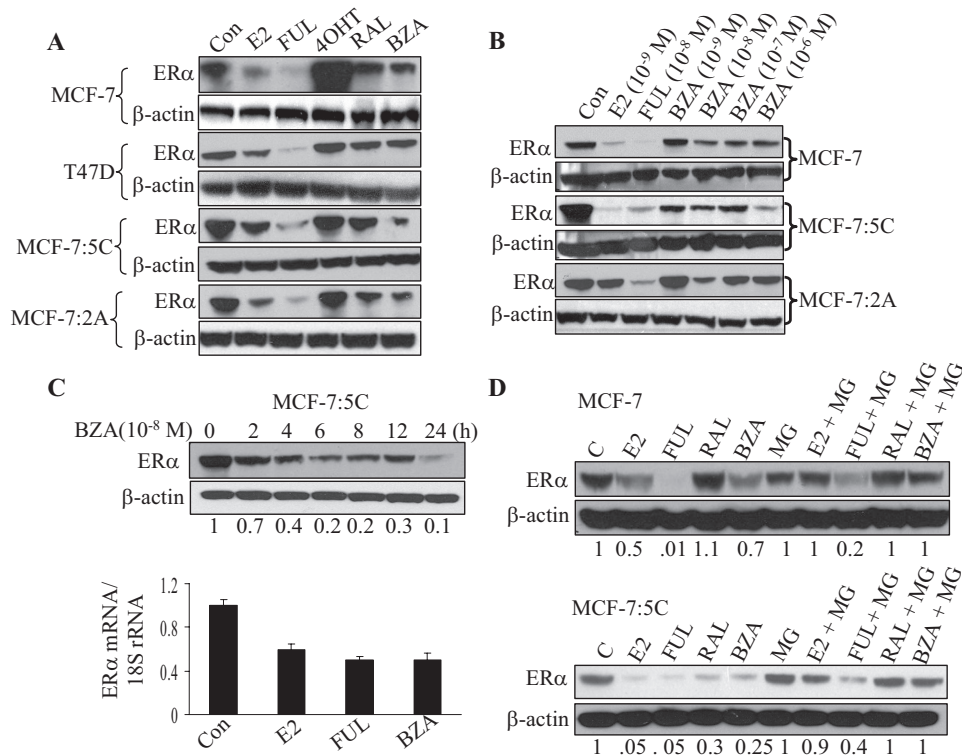 A
Con E2 FUL 4OHT RAL BZA
MCF-7
ERα
β-actin
T47D
ERα
β-actin
MCF-7:5C
ERα
β-actin
MCF-7:2A
ERα
β-actin
B
Con E2 (10⁻⁹ M) FUL (10⁻⁸ M) BZA (10⁻⁹ M) BZA (10⁻⁸ M) BZA (10⁻⁷ M) BZA (10⁻⁶ M)
ERα
β-actin
MCF-7
ERα
β-actin
MCF-7:5C
ERα
β-actin
MCF-7:2A
C
MCF-7:5C
BZA(10⁻⁸ M) 0 2 4 6 8 12 24 (h)
ERα
β-actin
1 0.7 0.4 0.2 0.2 0.3 0.1
ERα mRNA/
18S rRNA
1.2
0.8
0.4
0
Con E2 FUL BZA
D
MCF-7
C E2 FUL RAL BZA MG E2 + MG FUL+ MG RAL + MG BZA + MG
ERα
β-actin
1 0.5 .01 1.1 0.7 1 1 0.2 1 1
MCF-7:5C
C E2 FUL RAL BZA MG E2 + MG FUL+ MG RAL + MG BZA + MG
ERα
β-actin
1 .05 .05 0.3 0.25 1 0.9 0.4 1 1